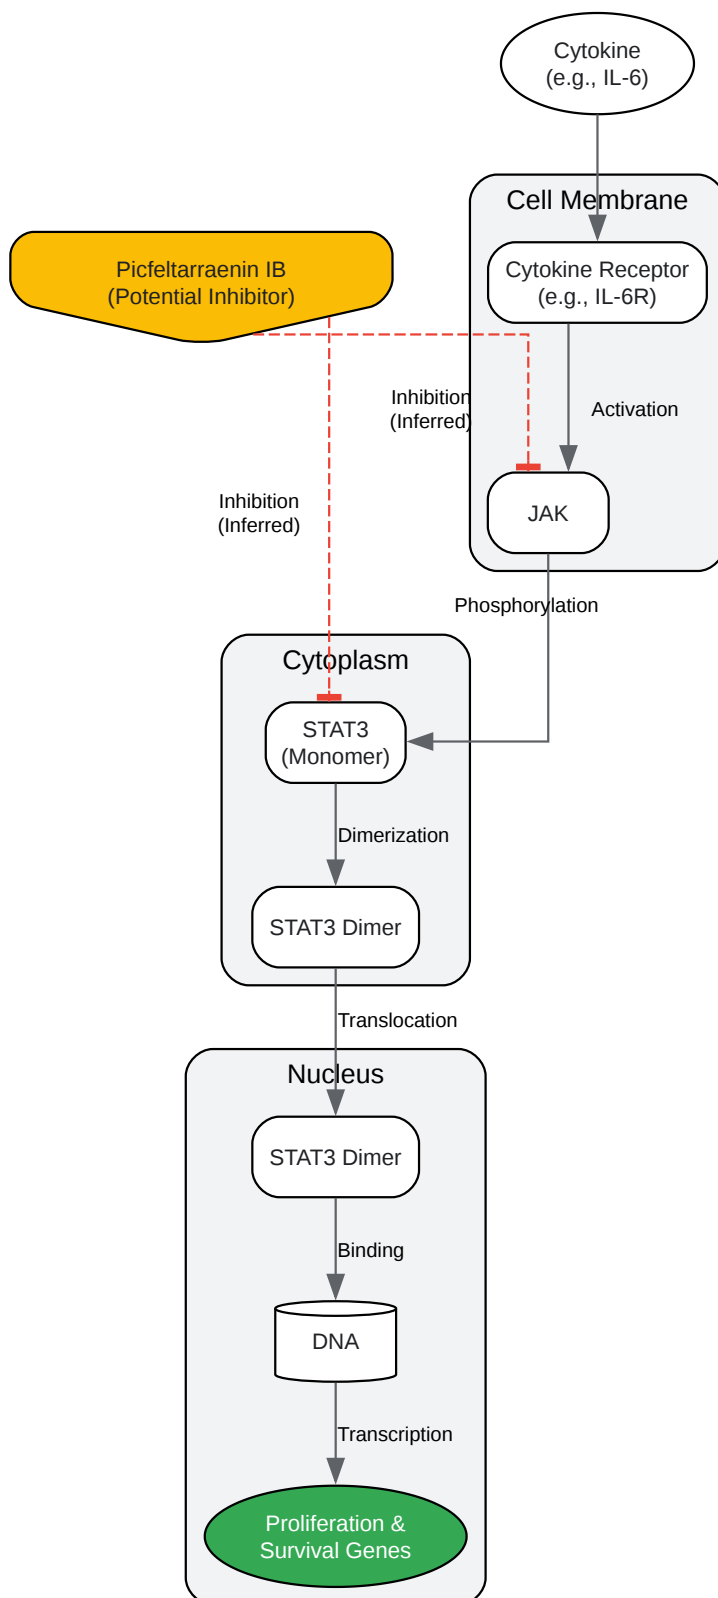 Cytokine
(e.g., IL-6)
Cell Membrane
Picfeltarraenin IB
(Potential Inhibitor)
Cytokine Receptor
(e.g., IL-6R)
Inhibition
(Inferred)
Activation
Inhibition
(Inferred)
JAK
Phosphorylation
Cytoplasm
STAT3
(Monomer)
Dimerization
STAT3 Dimer
Translocation
Nucleus
STAT3 Dimer
Binding
DNA
Transcription
Proliferation &
Survival Genes